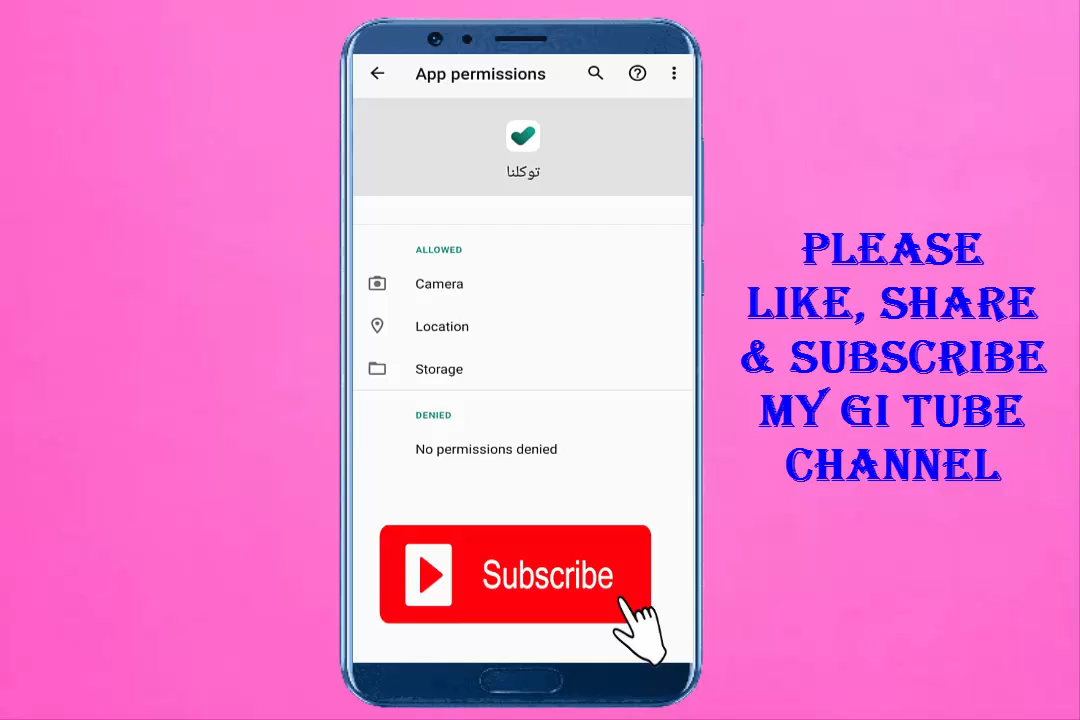 App permissions
توكلنا
ALLOWED
Camera
Location
Storage
DENIED
No permissions denied
Subscribe
PLEASE
LIKE, SHARE
& SUBSCRIBE
MY GI TUBE
CHANNEL